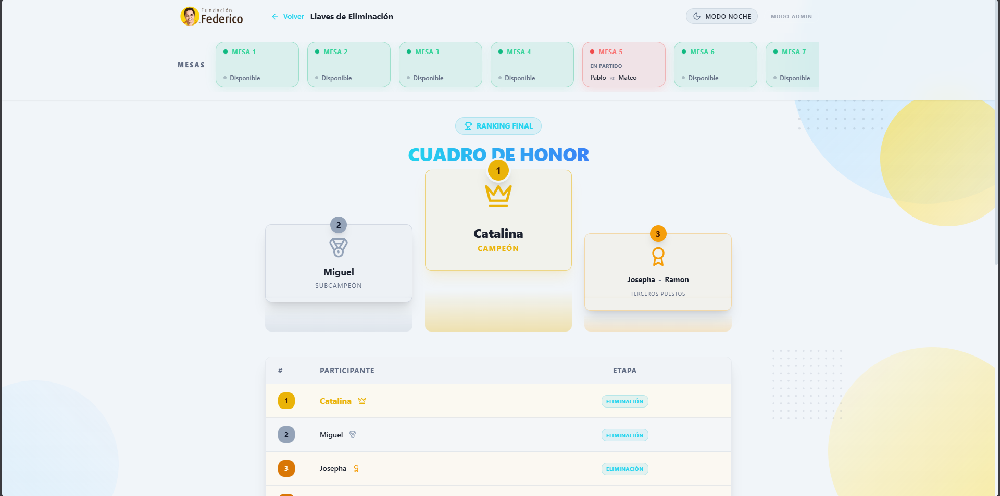 Fundación
Federico
Volver
Llaves de Eliminación
MODO NOCHE
MODO ADMIN
MESAS
MESA 1
Disponible
MESA 2
Disponible
MESA 3
Disponible
MESA 4
Disponible
MESA 5
EN PARTIDO
Pablo vs Mateo
MESA 6
Disponible
MESA 7
Disponible
RANKING FINAL
CUADRO DE HONOR
1
Catalina
CAMPEÓN
2
Miguel
SUBCAMPEÓN
3
Josepha - Ramon
TERCEROS PUESTOS
# PARTICIPANTE ETAPA
1 Catalina ELIMINACIÓN
2 Miguel ELIMINACIÓN
3 Josepha ELIMINACIÓN